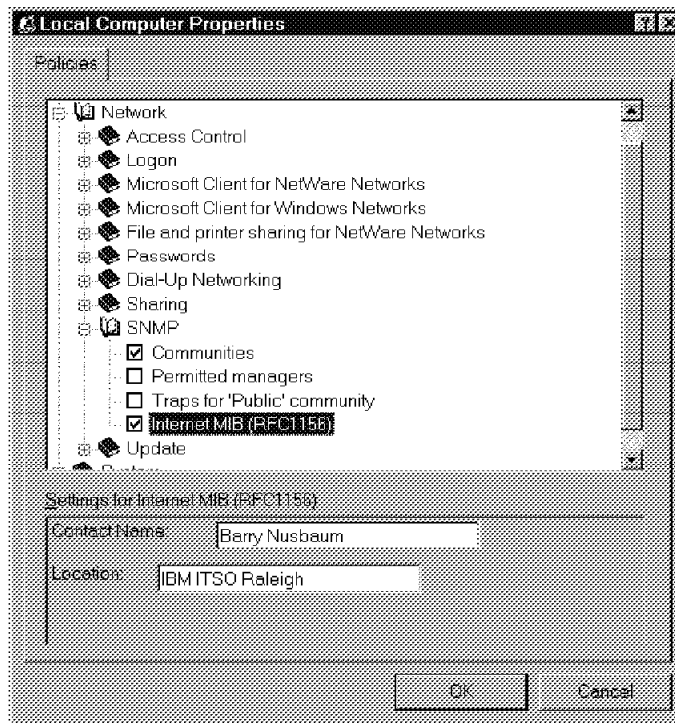 Local Computer Properties
Policies
Network
Access Control
Logon
Microsoft Client for NetWare Networks
Microsoft Client for Windows Networks
File and printer sharing for NetWare Networks
Passwords
Dial-Up Networking
Sharing
SNMP
Communities
Permitted managers
Traps for 'Public' community
Internet MIB (RFC1156)
Update
System
Settings for Internet MIB (RFC1156)
Contact Name: Barry Nusbaum
Location: IBM ITSO Raleigh
OK Cancel